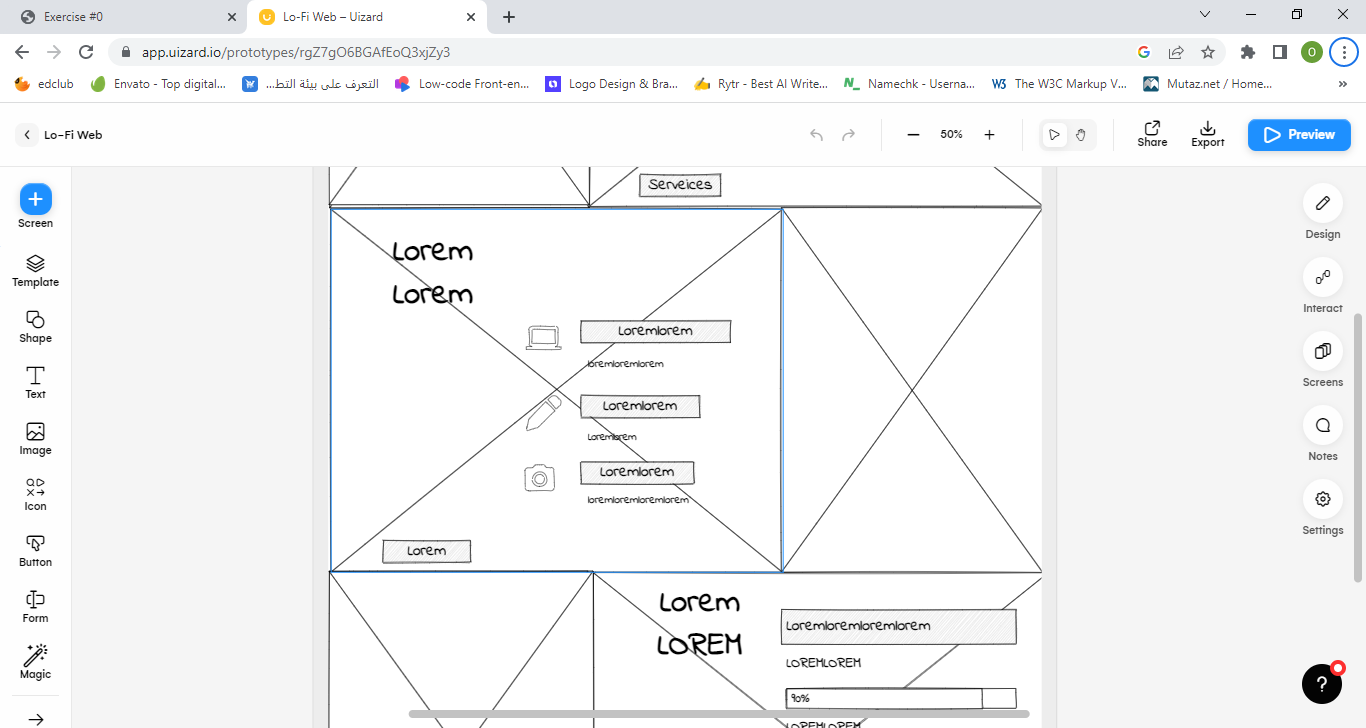 Exercise #0
Lo-Fi Web – Uizard
app.uizard.io/prototypes/rgZ7gO6BGAfEoQ3xjZy3
edclub
Envato - Top digital...
التعرف على بيئة التط...
Low-code Front-en...
Logo Design & Bra...
Rytr - Best AI Write...
Namechk - Userna...
The W3C Markup V...
Mutaz.net / Home...
»
O
Lo-Fi Web
50%
Share
Export
Preview
Screen
Template
Shape
Text
Image
Icon
Button
Form
Magic
Serveices
Lorem
Lorem
Loremlorem
loremloremlorem
Loremlorem
Loremlorem
Loremlorem
loremloremloremlorem
Lorem
Lorem
LOREM
Loremloremloremlorem
LOREMLOREM
90%
LOREMLOREM
Design
Interact
Screens
Notes
Settings
?